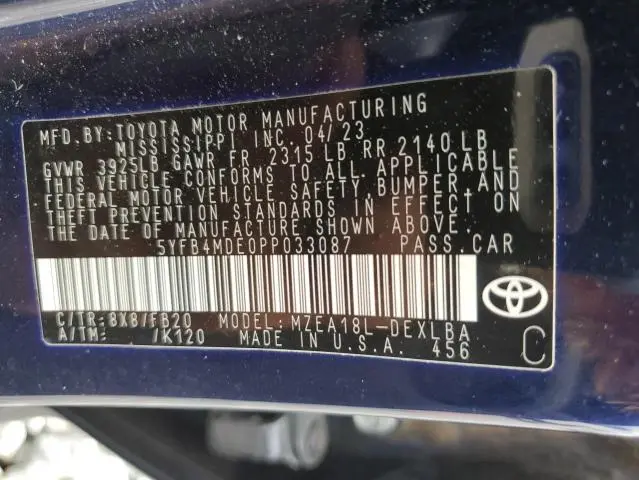 MFD. BY: TOYOTA MOTOR MANUFACTURING
MISSISSIPPI INC. 04/23
GVWR 3925LB GAWR FR 2315 LB RR 2140 LB
THIS VEHICLE CONFORMS TO ALL APPLICABLE
FEDERAL MOTOR VEHICLE SAFETY, BUMPER, AND
THEFT PREVENTION STANDARDS IN EFFECT ON
THE DATE OF MANUFACTURE SHOWN ABOVE.
5YFB4MDE0PP033087 PASS.CAR
C/TR:8X8/FB20 MODEL:MZEA18L-DEXLBA
A/TM: /K120 MADE IN U.S.A. 456
C